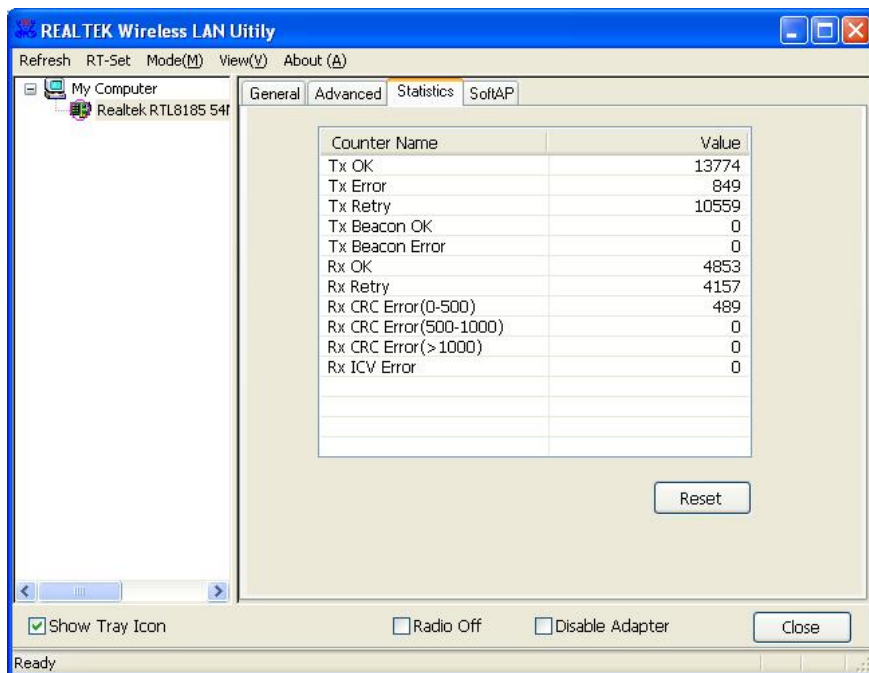 REALTEK Wireless LAN Uitily
Refresh RT-Set Mode(M) View(V) About (A)
My Computer
Realtek RTL8185 54
General Advanced Statistics SoftAP
Counter Name Value
Tx OK 13774
Tx Error 849
Tx Retry 10559
Tx Beacon OK 0
Tx Beacon Error 0
Rx OK 4853
Rx Retry 4157
Rx CRC Error(0-500) 489
Rx CRC Error(500-1000) 0
Rx CRC Error(>1000) 0
Rx ICV Error 0
Reset
Show Tray Icon Radio Off Disable Adapter Close
Ready